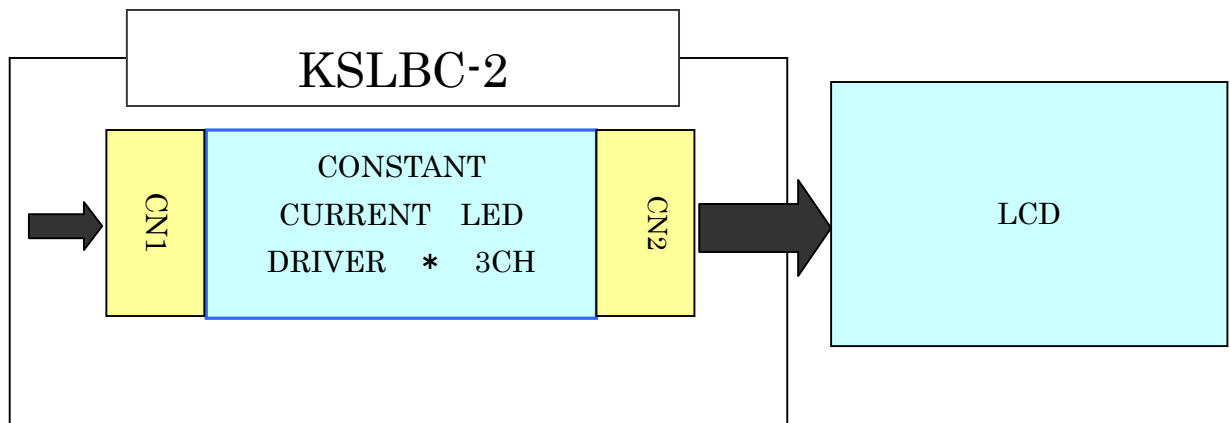 KSLBC-2
CN1
CONSTANT
CURRENT LED
DRIVER * 3CH
CN2
LCD